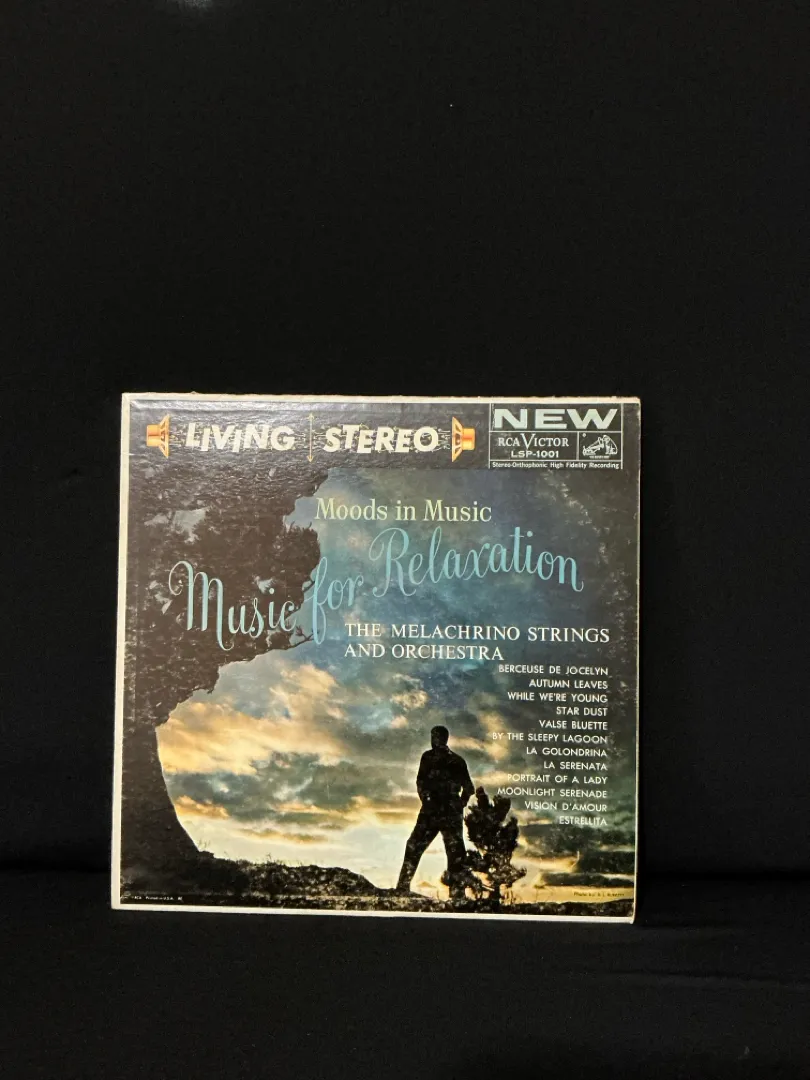 LIVING STEREO
NEW
RCA VICTOR
LSP-1001
Stereo-Orthophonic High Fidelity Recording
Moods in Music
Music for Relaxation
THE MELACHRINO STRINGS
AND ORCHESTRA
BERCEUSE DE JOCELYN
AUTUMN LEAVES
WHILE WE'RE YOUNG
STAR DUST
VALSE BLUETTE
BY THE SLEEPY LAGOON
LA GOLONDRINA
LA SERENATA
PORTRAIT OF A LADY
MOONLIGHT SERENADE
VISION D'AMOUR
ESTRELLITA